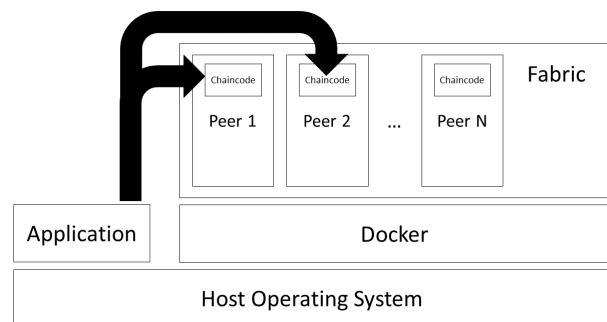 Fabric
Chaincode
Chaincode
Chaincode
Peer 1
Peer 2
...
Peer N
Application
Docker
Host Operating System